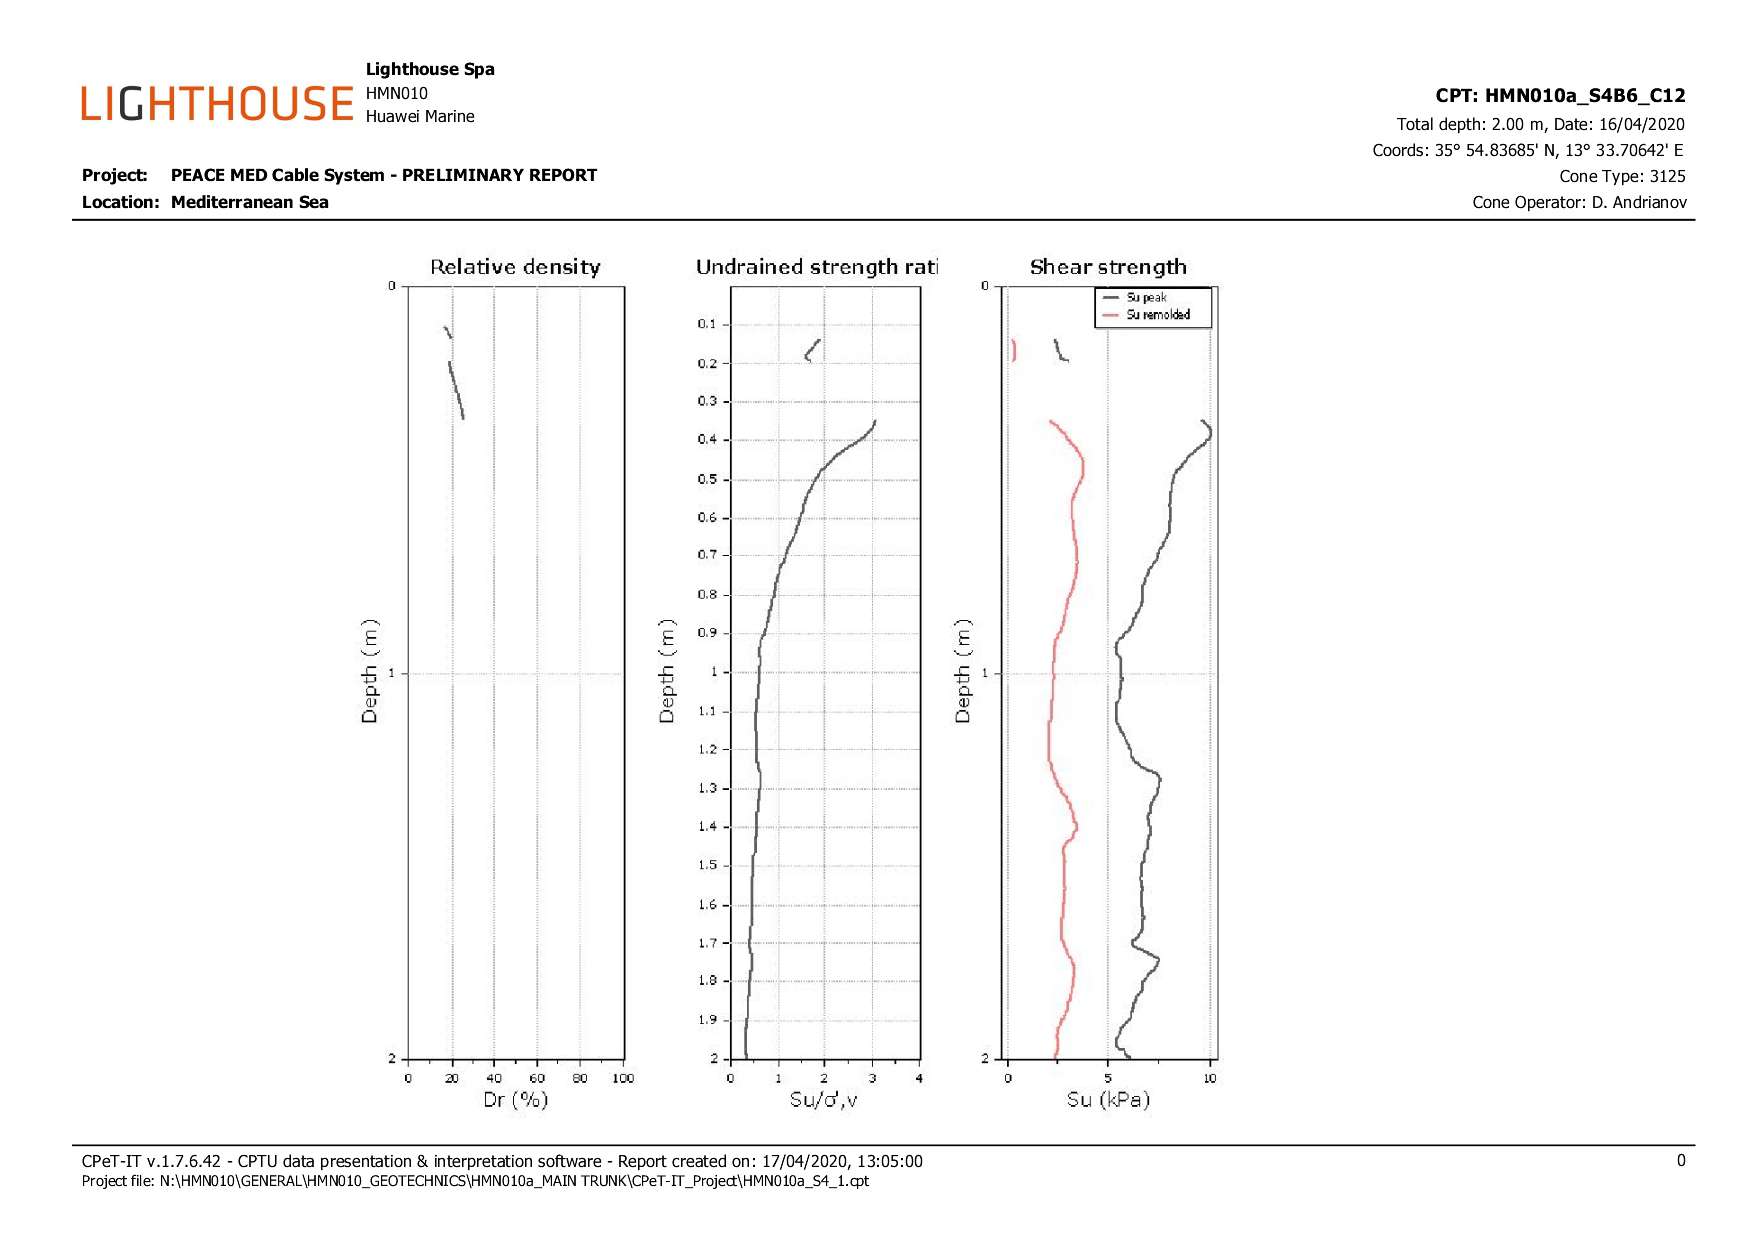 LIGHTHOUSE
Lighthouse Spa
HMN010
Huawei Marine
CPT: HMN010a_S4B6_C12
Total depth: 2.00 m, Date: 16/04/2020
Coords: 35° 54.83685' N, 13° 33.70642' E
Cone Type: 3125
Cone Operator: D. Andrianov
Project: PEACE MED Cable System - PRELIMINARY REPORT
Location: Mediterranean Sea
Relative density
0
1
2
Depth (m)
0 20 40 60 80 100
Dr (%)
Undrained strength rati
0.1
0.2
0.3
0.4
0.5
0.6
0.7
0.8
0.9
1
1.1
1.2
1.3
1.4
1.5
1.6
1.7
1.8
1.9
2
Depth (m)
0 1 2 3 4
Su/σ',v
Shear strength
Su peak
Su remolded
0
1
2
Depth (m)
0 5 10
Su (kPa)
CPeT-IT v.1.7.6.42 - CPTU data presentation & interpretation software - Report created on: 17/04/2020, 13:05:00
0
Project file: N:\HMN010\GENERAL\HMN010_GEOTECHNICS\HMN010a_MAIN TRUNK\CPeT-IT_Project\HMN010a_S4_1.cpt